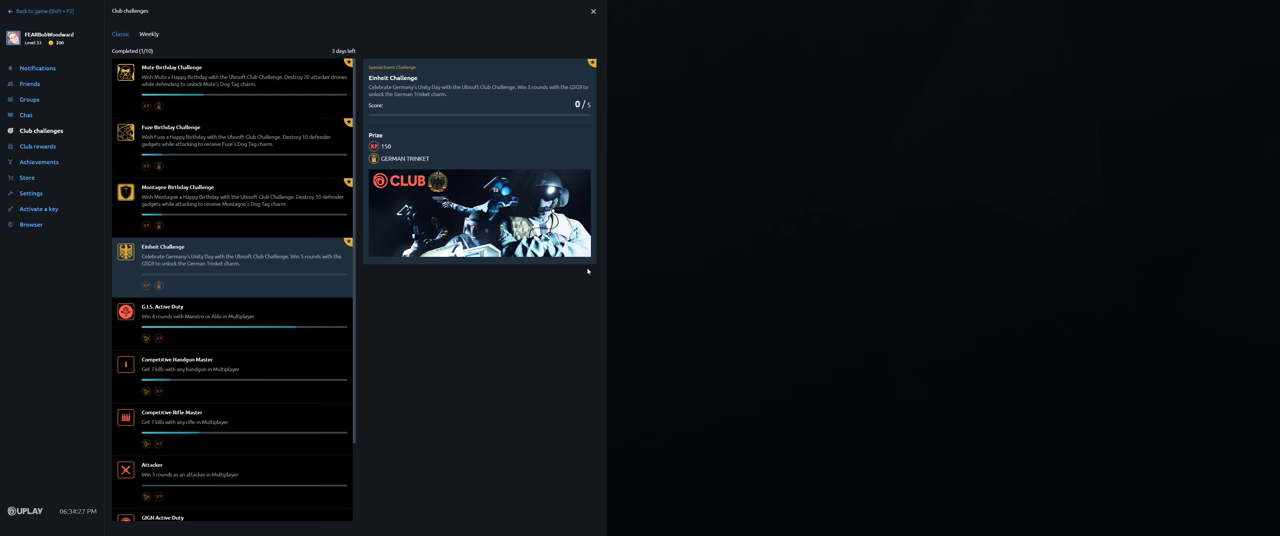 Back to game (Shift + F2)
FEARBobWoodward
Level 33
200
Notifications
Friends
Groups
Chat
Club challenges
Club rewards
Achievements
Store
Settings
Activate a key
Browser
UPLAY
06:34:27 PM
Club challenges
Classic
Weekly
Completed (1/10)
3 days left
Mute Birthday Challenge
Wish Mute a Happy Birthday with the Ubisoft Club Challenge. Destroy 20 attacker drones
while defending to unlock Mute's Dog Tag charm.
XP
Fuze Birthday Challenge
Wish Fuze a Happy Birthday with the Ubisoft Club Challenge. Destroy 10 defender
gadgets while attacking to receive Fuze's Dog Tag charm.
XP
Montagne Birthday Challenge
Wish Montagne a Happy Birthday with the Ubisoft Club Challenge. Destroy 10 defender
gadgets while attacking to receive Montagne's Dog Tag charm.
XP
Einheit Challenge
Celebrate Germany's Unity Day with the Ubisoft Club Challenge. Win 5 rounds with the
GSG9 to unlock the German Trinket charm.
XP
G.I.S. Active Duty
Win 4 rounds with Maestro or Alibi in Multiplayer
XP
Competitive Handgun Master
Get 7 kills with any handgun in Multiplayer
XP
Competitive Rifle Master
Get 7 kills with any rifle in Multiplayer
XP
Attacker
Win 3 rounds as an attacker in Multiplayer
XP
GIGN Active Duty
Special Event Challenge
Einheit Challenge
Celebrate Germany's Unity Day with the Ubisoft Club Challenge. Win 5 rounds with the GSG9 to
unlock the German Trinket charm.
Score:
0 / 5
Prize
XP 150
GERMAN TRINKET
CLUB